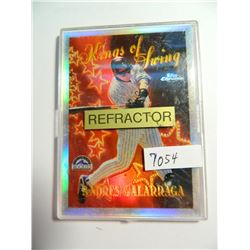 Kings of Swing
Topps Chrome
REFRACTOR
7054
ANDRES GALARRAGA